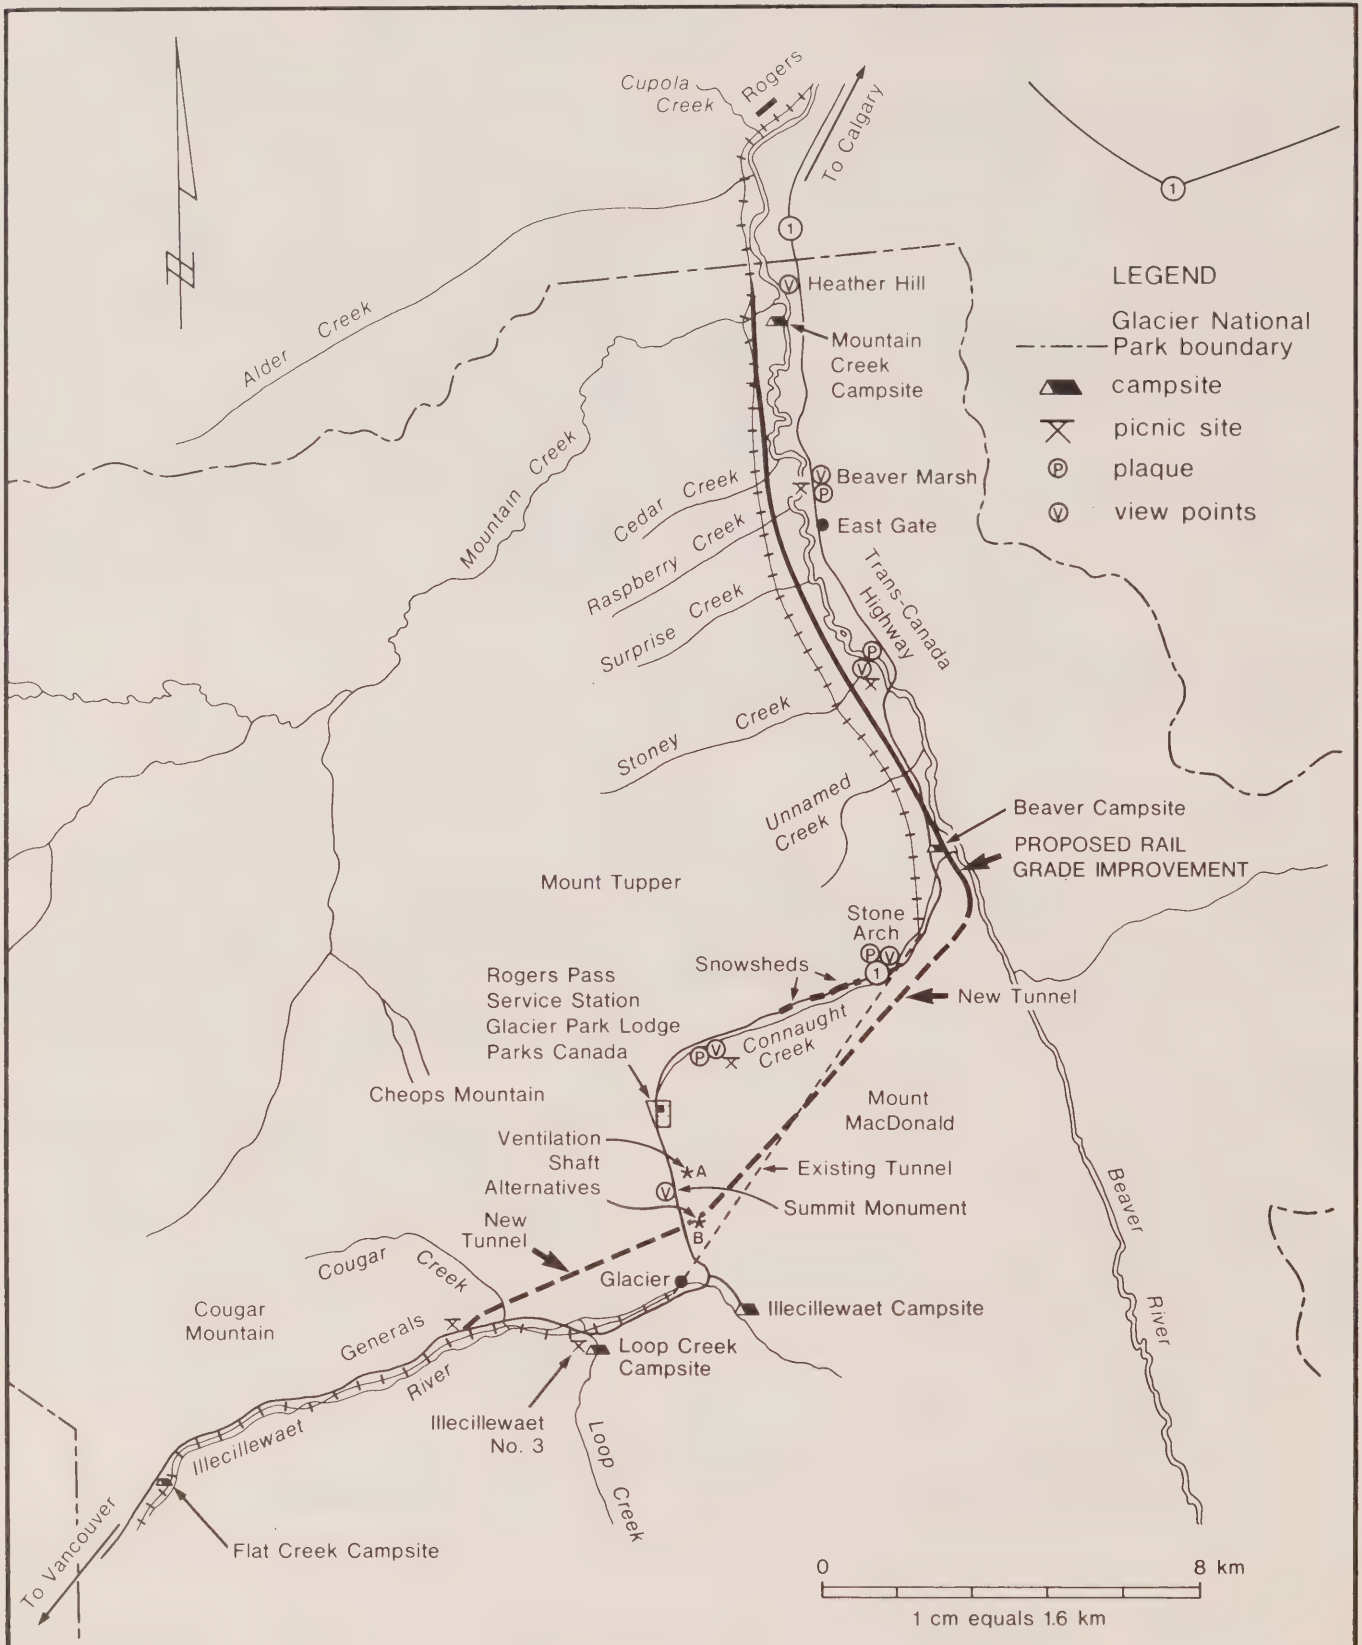 Cupola
Creek
Rogers
To Calgary
1
1
N
Heather Hill
LEGEND
Glacier National
Park boundary
campsite
picnic site
P plaque
V view points
Alder Creek
V
Mountain
Creek
Campsite
Mountain Creek
V
Beaver Marsh
P
East Gate
Cedar Creek
Raspberry Creek
Surprise Creek
Trans-Canada
Highway
P
V
Stoney Creek
Unnamed
Creek
Beaver Campsite
PROPOSED RAIL
GRADE IMPROVEMENT
Mount Tupper
Stone
Arch
P V
1
Snowsheds
New Tunnel
Rogers Pass
Service Station
Glacier Park Lodge
Parks Canada
P V
Connaught
Creek
Cheops Mountain
Mount
MacDonald
Ventilation
Shaft
Alternatives
A
V
B
Existing Tunnel
Summit Monument
Beaver River
New
Tunnel
Cougar Creek
Glacier
Illecillewaet Campsite
Cougar
Mountain
Generals
Loop Creek
Campsite
Illecillewaet River
Illecillewaet
No. 3
Loop Creek
To Vancouver
Flat Creek Campsite
0 8 km
1 cm equals 1.6 km